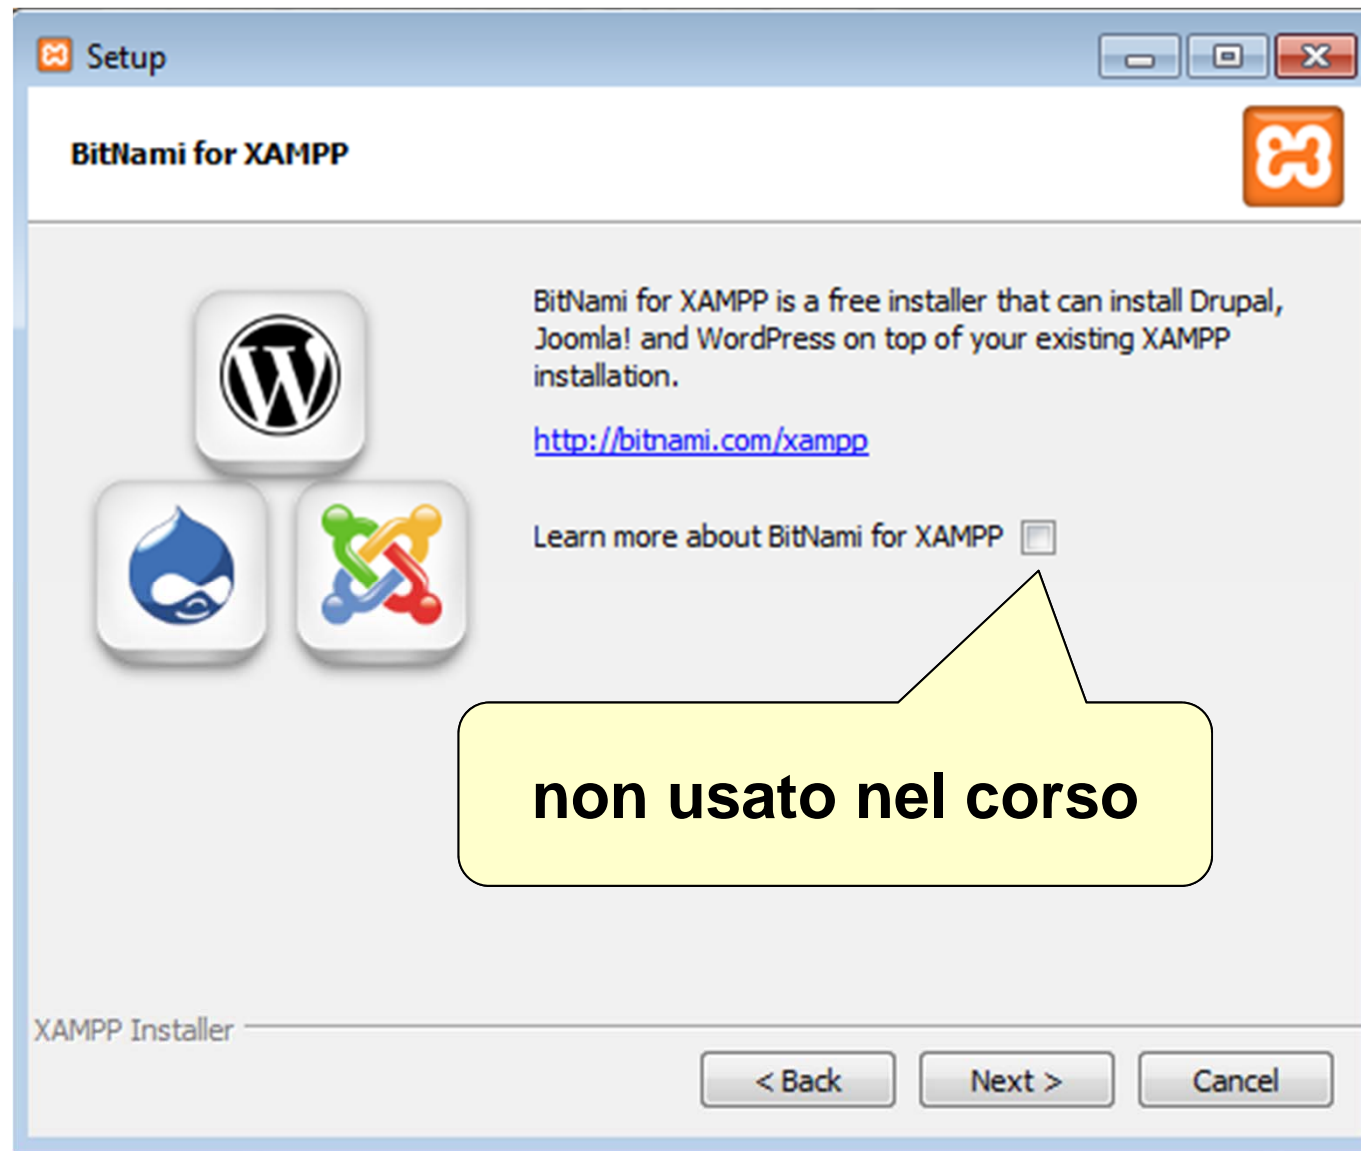 Setup
BitNami for XAMPP
BitNami for XAMPP is a free installer that can install Drupal,
Joomla! and WordPress on top of your existing XAMPP
installation.
http://bitnami.com/xampp
Learn more about BitNami for XAMPP
non usato nel corso
XAMPP Installer
< Back
Next >
Cancel